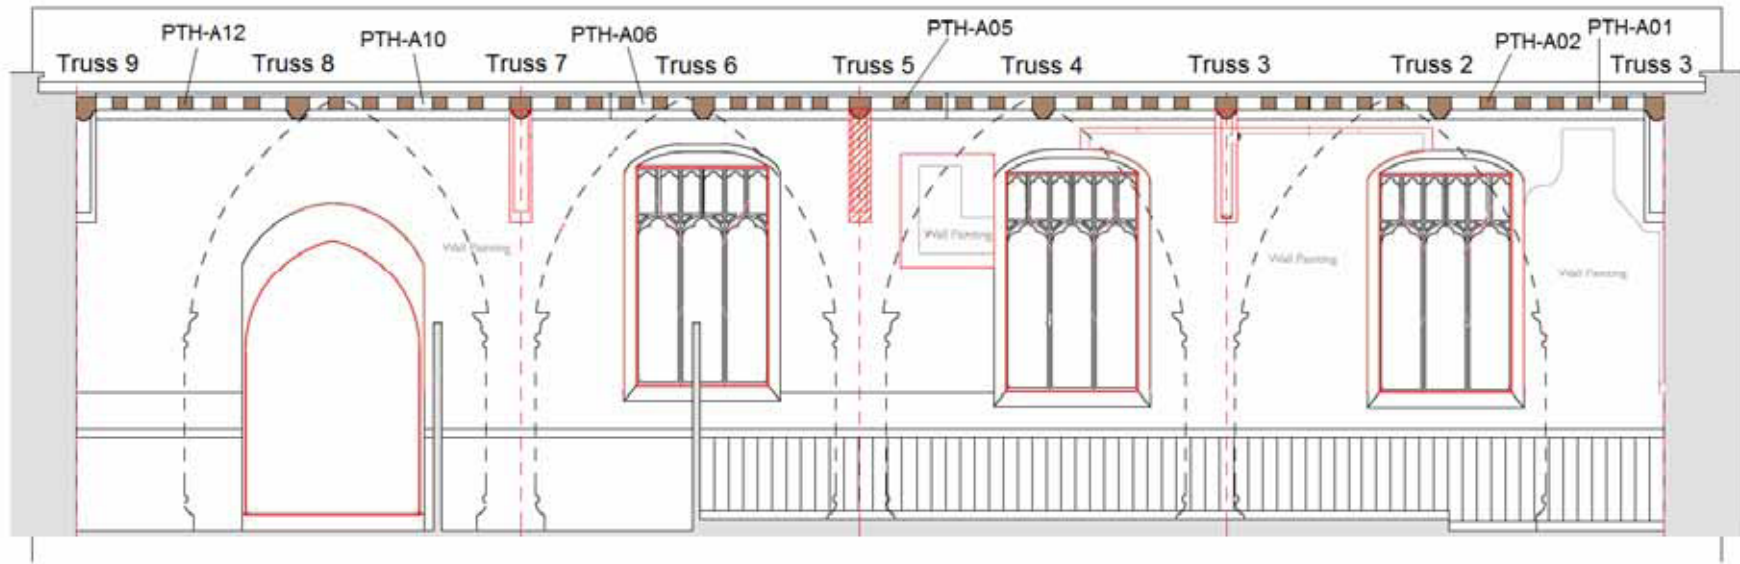 PTH-A12
PTH-A10
PTH-A06
PTH-A05
PTH-A02
PTH-A01
Truss 9
Truss 8
Truss 7
Truss 6
Truss 5
Truss 4
Truss 3
Truss 2
Truss 3
Wall Painting
Wall Painting
Wall Painting
Wall Painting